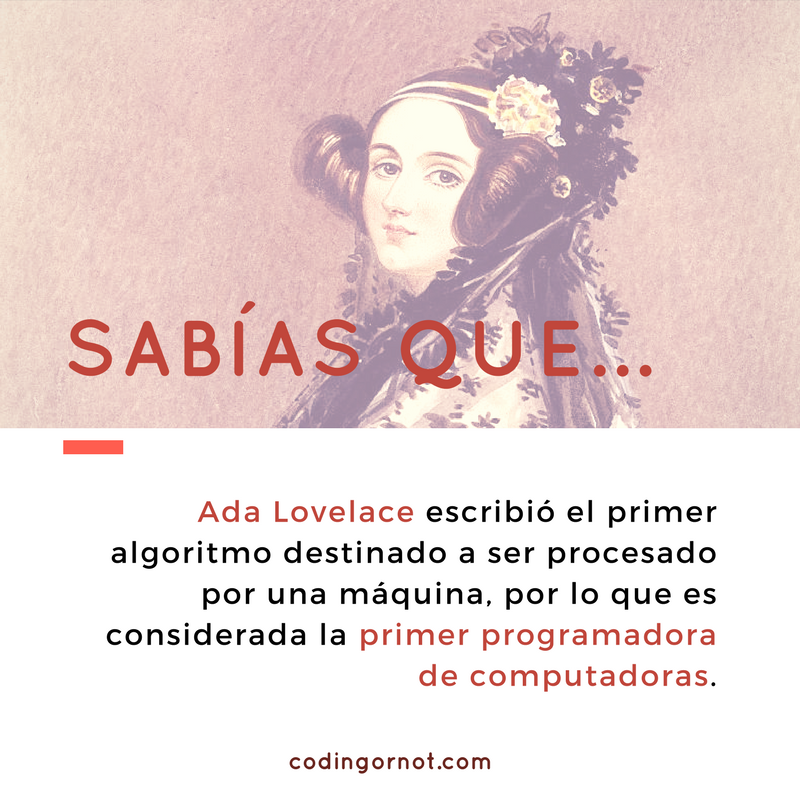 SABÍAS QUE...
Ada Lovelace escribió el primer
algoritmo destinado a ser procesado
por una máquina, por lo que es
considerada la primer programadora
de computadoras.
codingornot.com